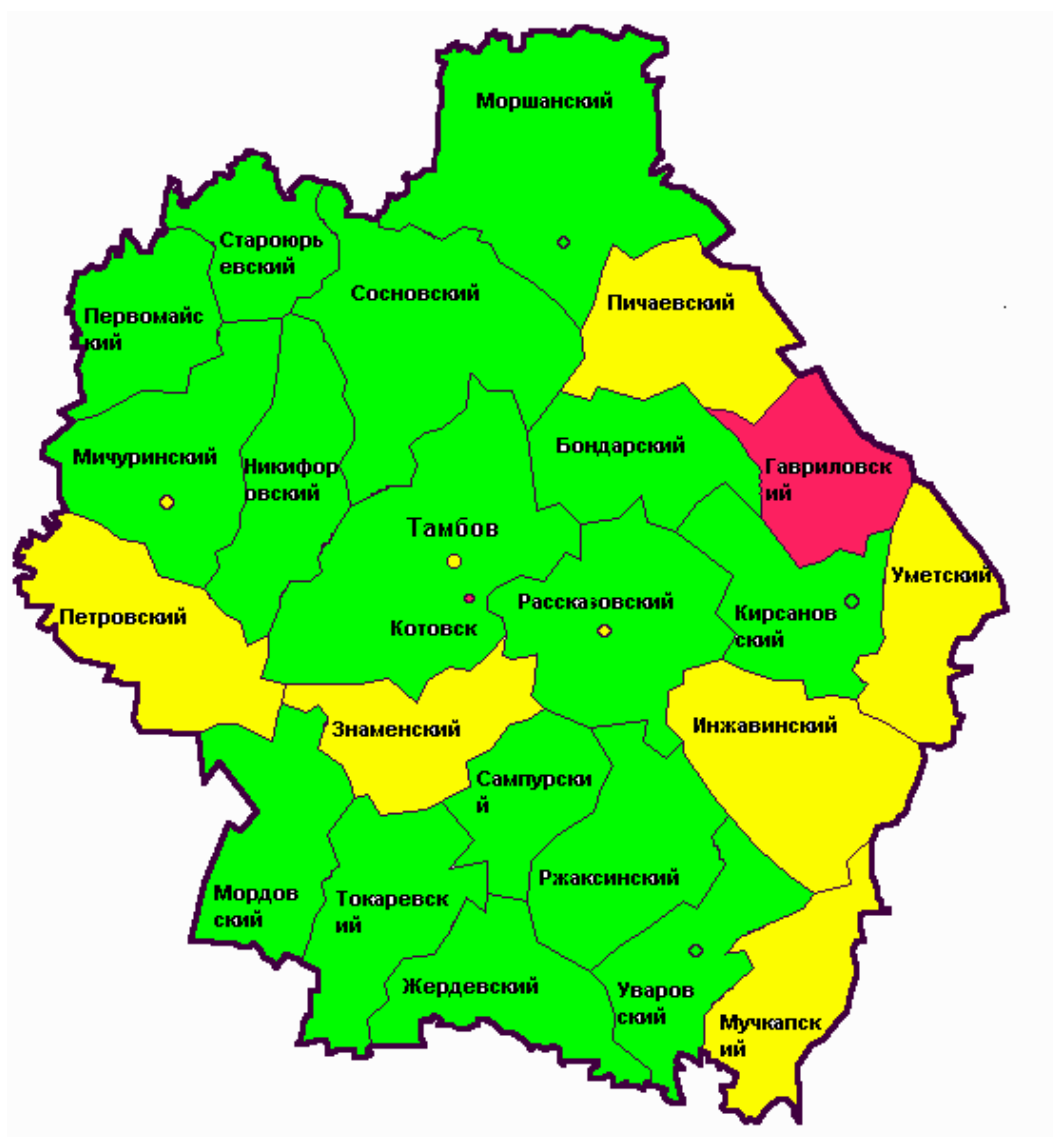 Моршанский
Староюрь
евский
Сосновский
Пичаевский
Первомайс
кий
Мичуринский
Никифор
овский
Бондарский
Гавриловск
ий
Тамбов
Уметский
Петровский
Котовск
Рассказовский
Кирсанов
ский
Знаменский
Инжавинский
Сампурски
й
Мордов
ский
Токаревск
ий
Ржаксинский
Жердевский
Уваров
ский
Мучкапск
ий